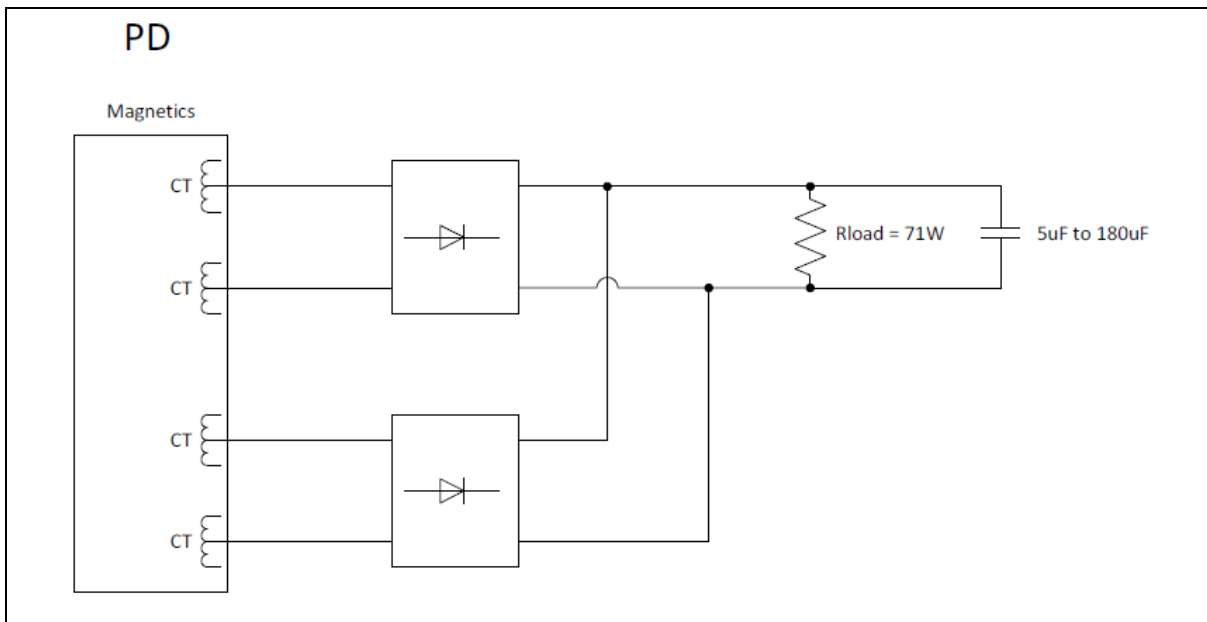 PD
Magnetics
CT
Rload = 71W
5uF to 180uF
CT
CT
CT